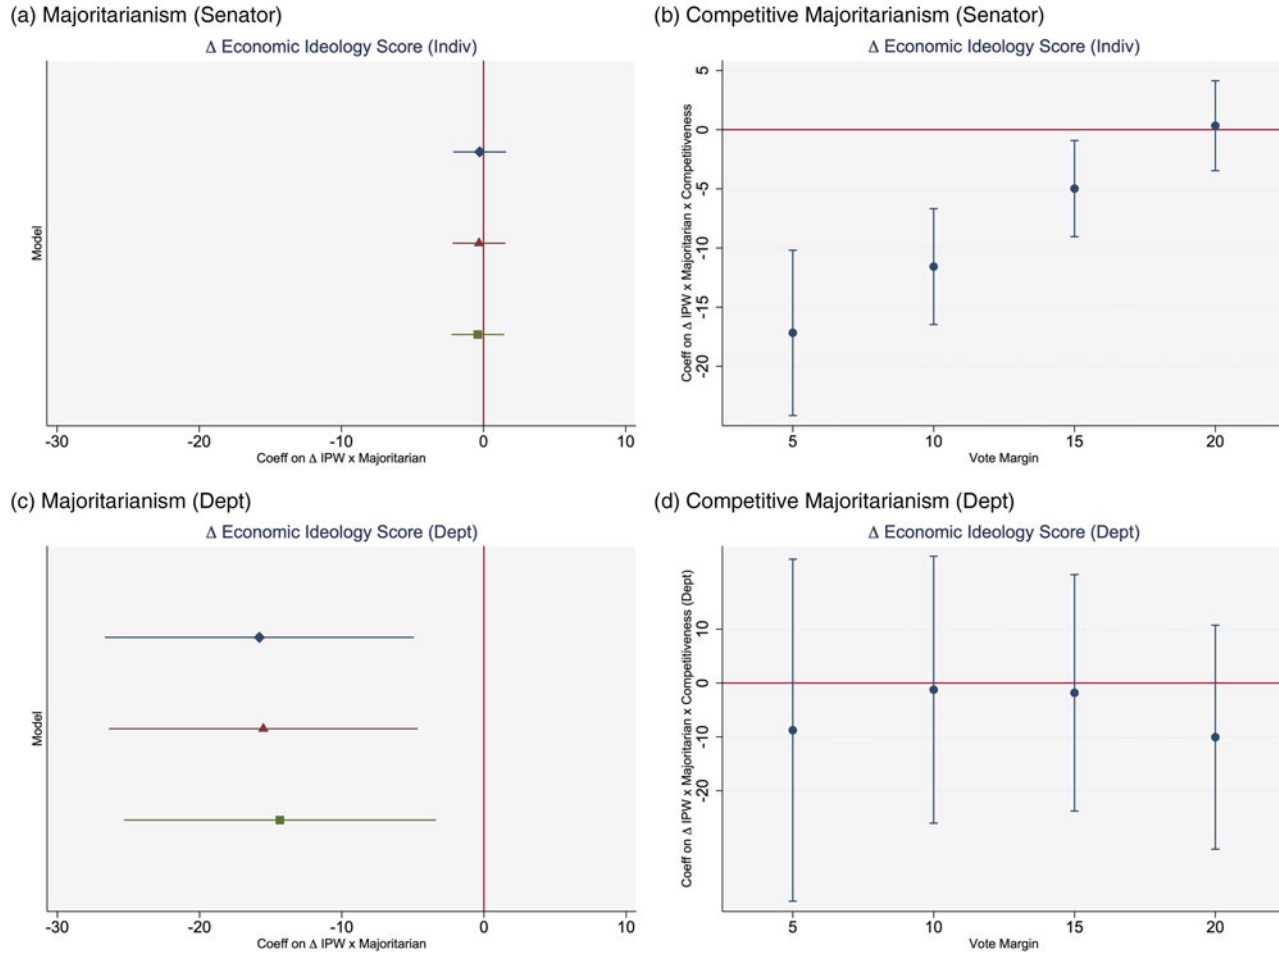 (a) Majoritarianism (Senator)
Δ Economic Ideology Score (Indiv)
Model
-30 -20 -10 0 10
Coeff on Δ IPW x Majoritarian
(b) Competitive Majoritarianism (Senator)
Δ Economic Ideology Score (Indiv)
Coeff on Δ IPW x Majoritarian x Competitiveness
5
0
-5
-10
-15
-20
5 10 15 20
Vote Margin
(c) Majoritarianism (Dept)
Δ Economic Ideology Score (Dept)
Model
-30 -20 -10 0 10
Coeff on Δ IPW x Majoritarian
(d) Competitive Majoritarianism (Dept)
Δ Economic Ideology Score (Dept)
Coeff on Δ IPW x Majoritarian x Competitiveness (Dept)
10
0
-10
-20
5 10 15 20
Vote Margin